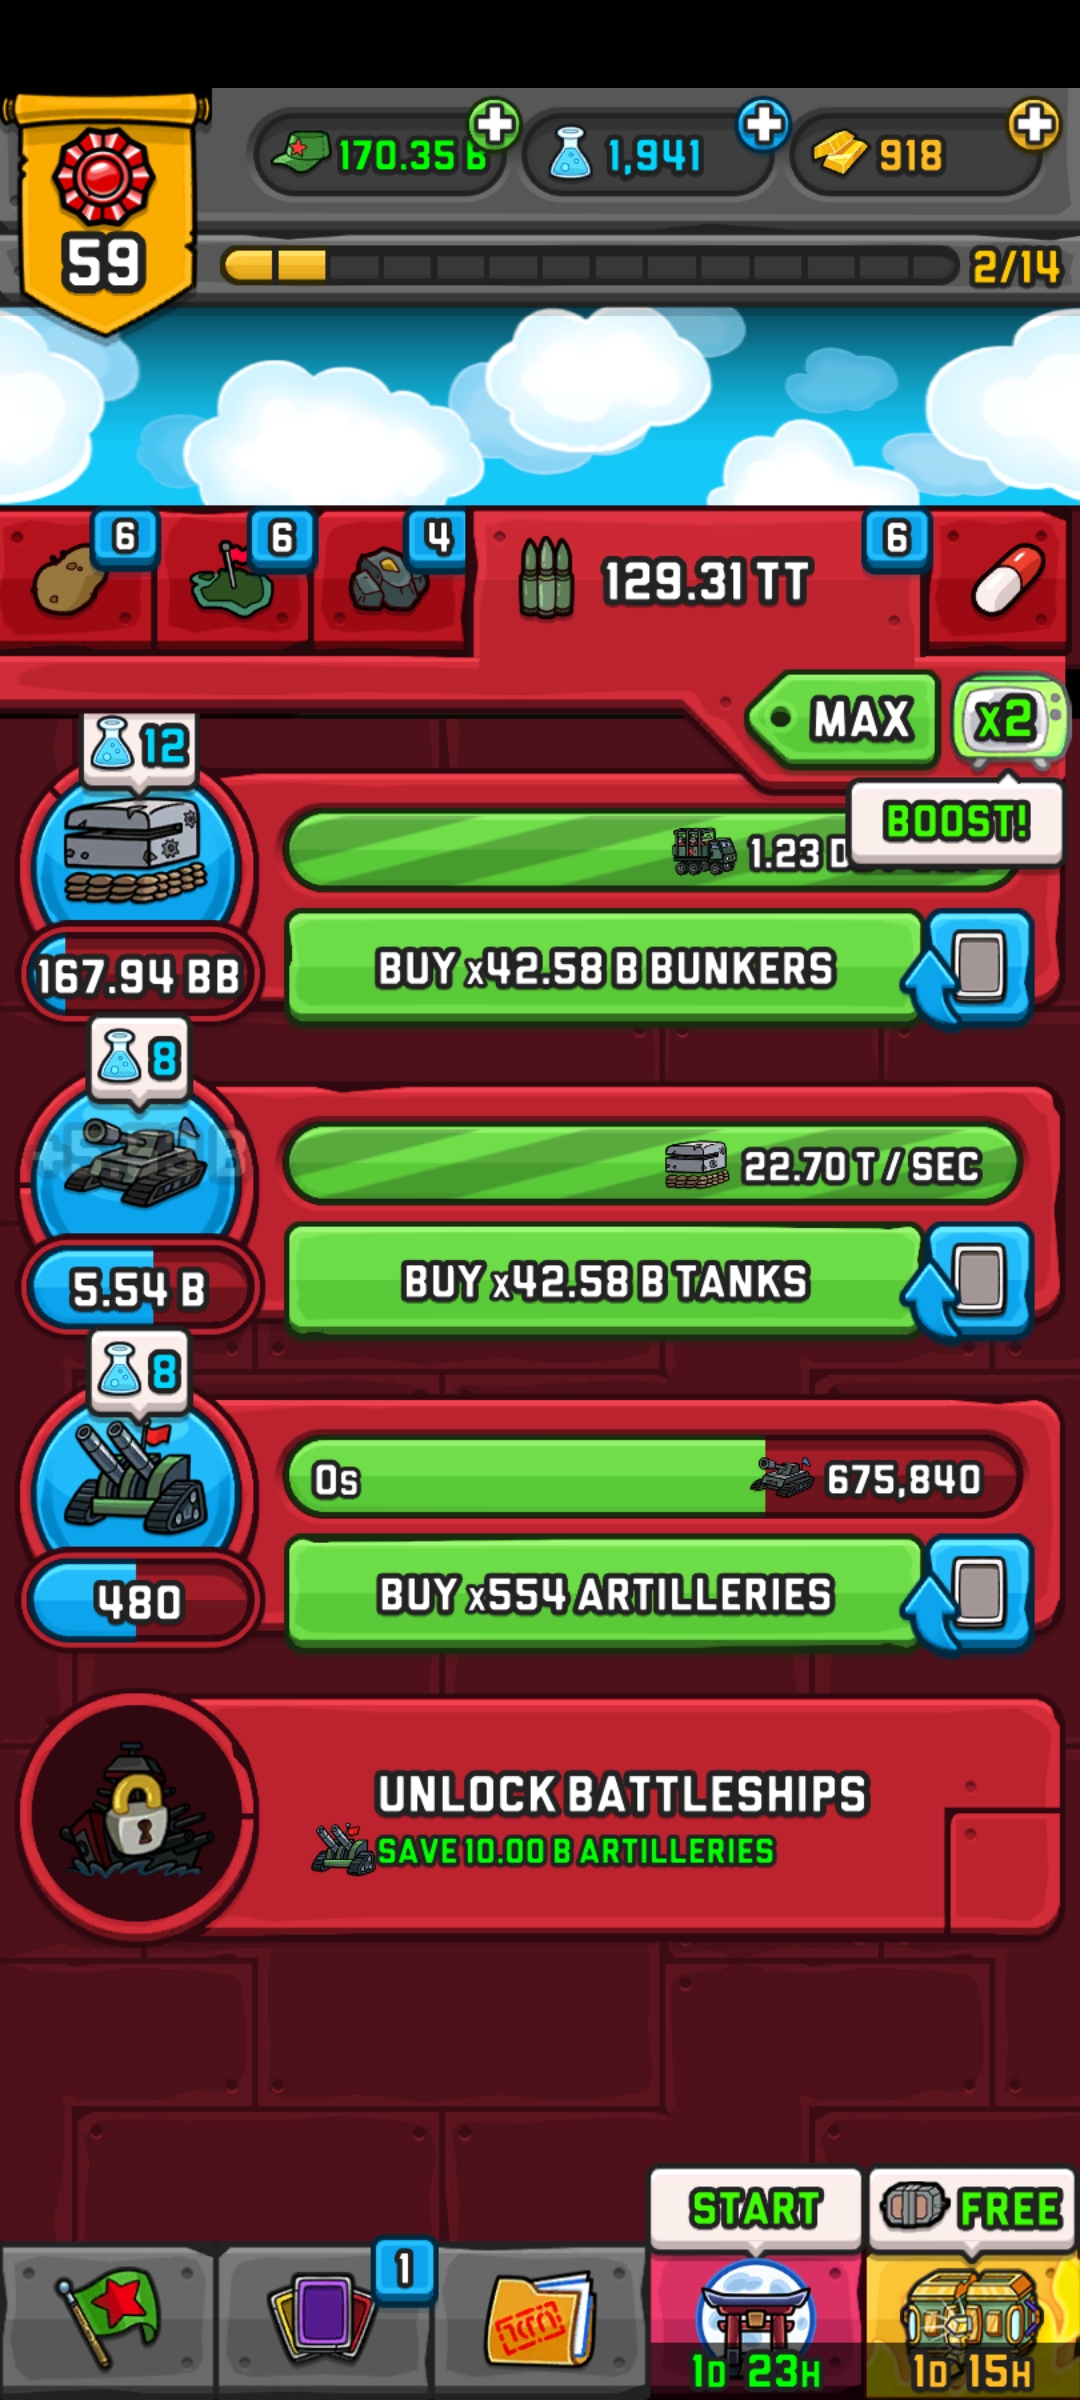 170.35 B
1,941
918
59
2/14
6
6
4
129.31 TT
6
MAX
x2
BOOST!
12
1.23
167.94 BB
BUY x42.58 B BUNKERS
8
22.70 T / SEC
5.54 B
BUY x42.58 B TANKS
8
0s
675,840
480
BUY x554 ARTILLERIES
UNLOCK BATTLESHIPS
SAVE 10.00 B ARTILLERIES
START
FREE
1
1D 23H
1D 15H